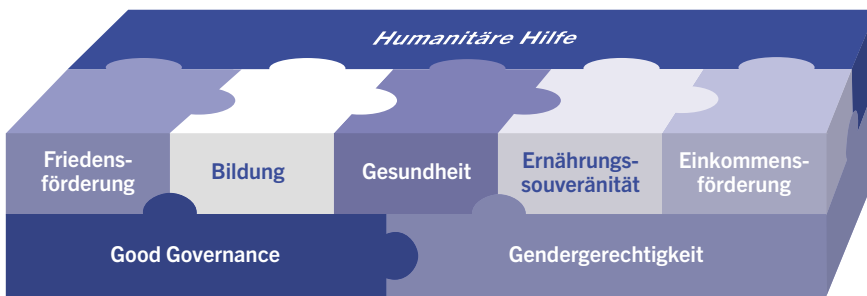 Humanitäre Hilfe
Friedens-
förderung
Bildung
Gesundheit
Ernährungs-
souveränität
Einkommens-
förderung
Good Governance
Gendergerechtigkeit